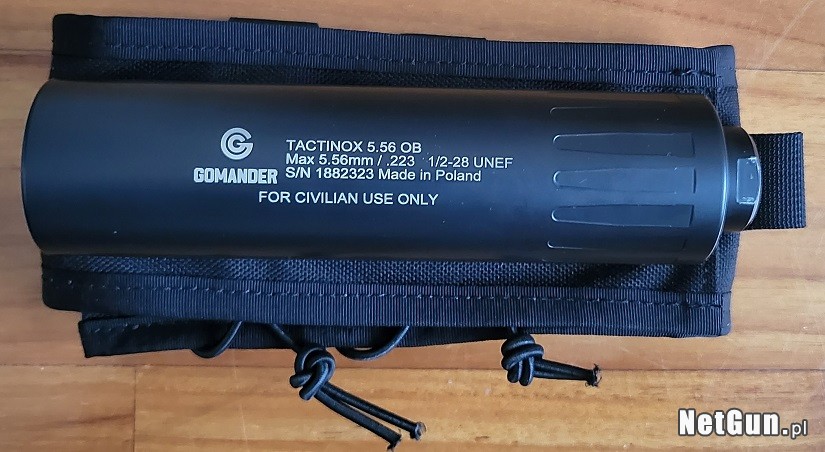 TACTINOX 5.56 OB
Max 5.56mm / .223 1/2-28 UNEF
GOMANDER S/N 1882323 Made in Poland
FOR CIVILIAN USE ONLY
NetGun.pl